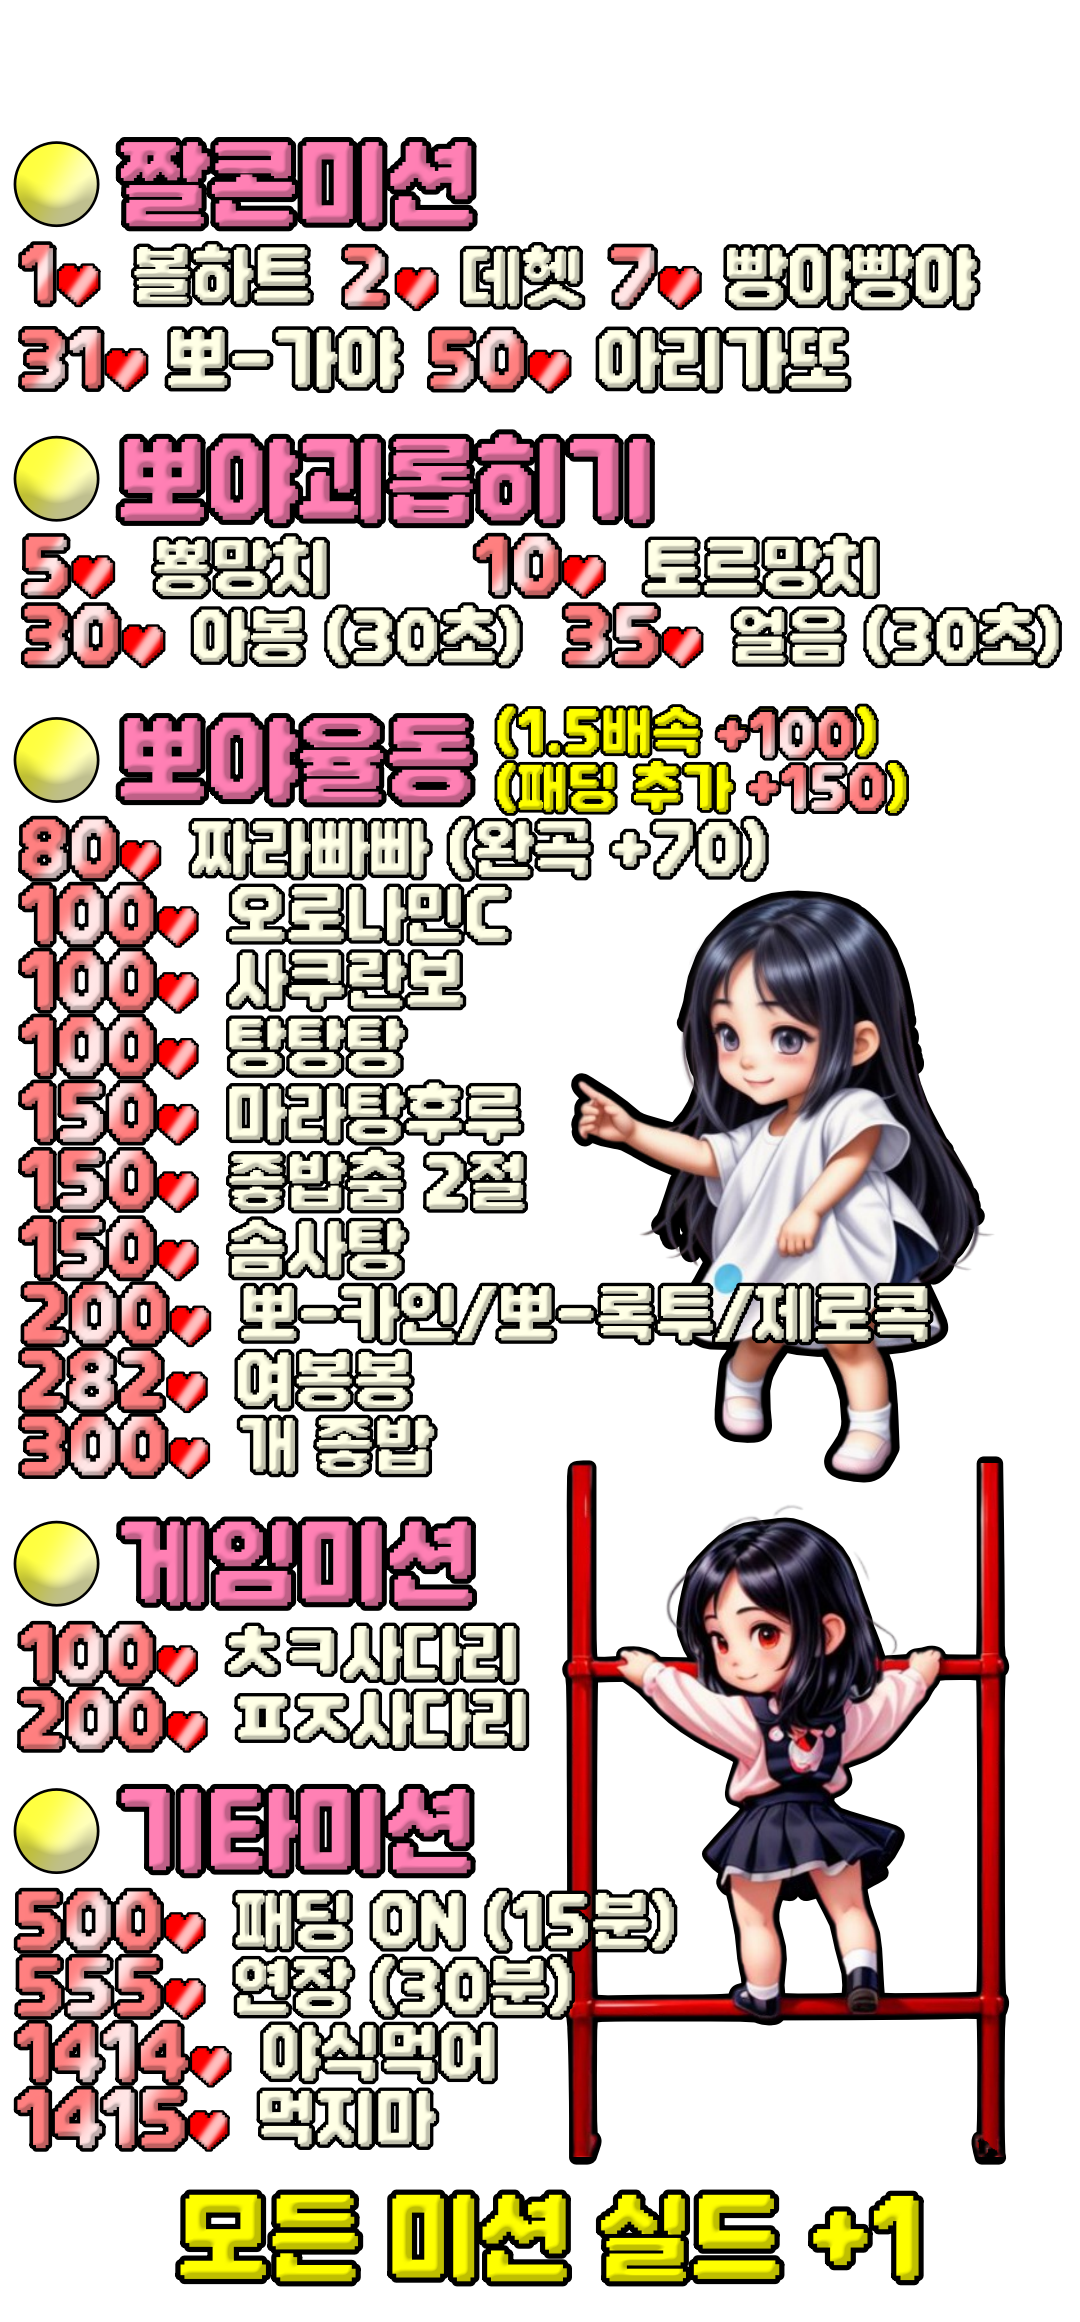 짤콘미션
1♥ 볼하트 2♥ 데헷 7♥ 빵야빵야
31♥ 뽀-가야 50♥ 아리가또
뽀야괴롭히기
5♥ 뿅망치 10♥ 토르망치
30♥ 아봉 (30초) 35♥ 얼음 (30초)
뽀야율동 (1.5배속 +100)
(패딩 추가 +150)
80♥ 짜라빠빠 (완곡 +70)
100♥ 오로나민C
100♥ 사쿠란보
100♥ 탕탕탕
150♥ 마라탕후루
150♥ 좋밥춤 2절
150♥ 솜사탕
200♥ 뽀-카인/뽀-록투/제로콕
282♥ 여봉봉
300♥ 개 좋밥
게임미션
100♥ ㅊㅋ사다리
200♥ ㅍㅈ사다리
기타미션
500♥ 패딩 ON (15분)
555♥ 연장 (30분)
1414♥ 야식먹어
1415♥ 먹지마
모든 미션 실드 +1